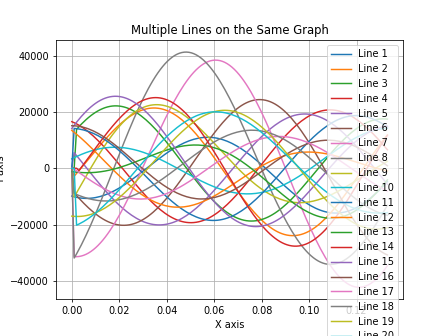 Multiple Lines on the Same Graph
40000
20000
0
−20000
−40000
0.00
0.02
0.04
0.06
0.08
0.10
X axis
Line 1
Line 2
Line 3
Line 4
Line 5
Line 6
Line 7
Line 8
Line 9
Line 10
Line 11
Line 12
Line 13
Line 14
Line 15
Line 16
Line 17
Line 18
Line 19
Line 20